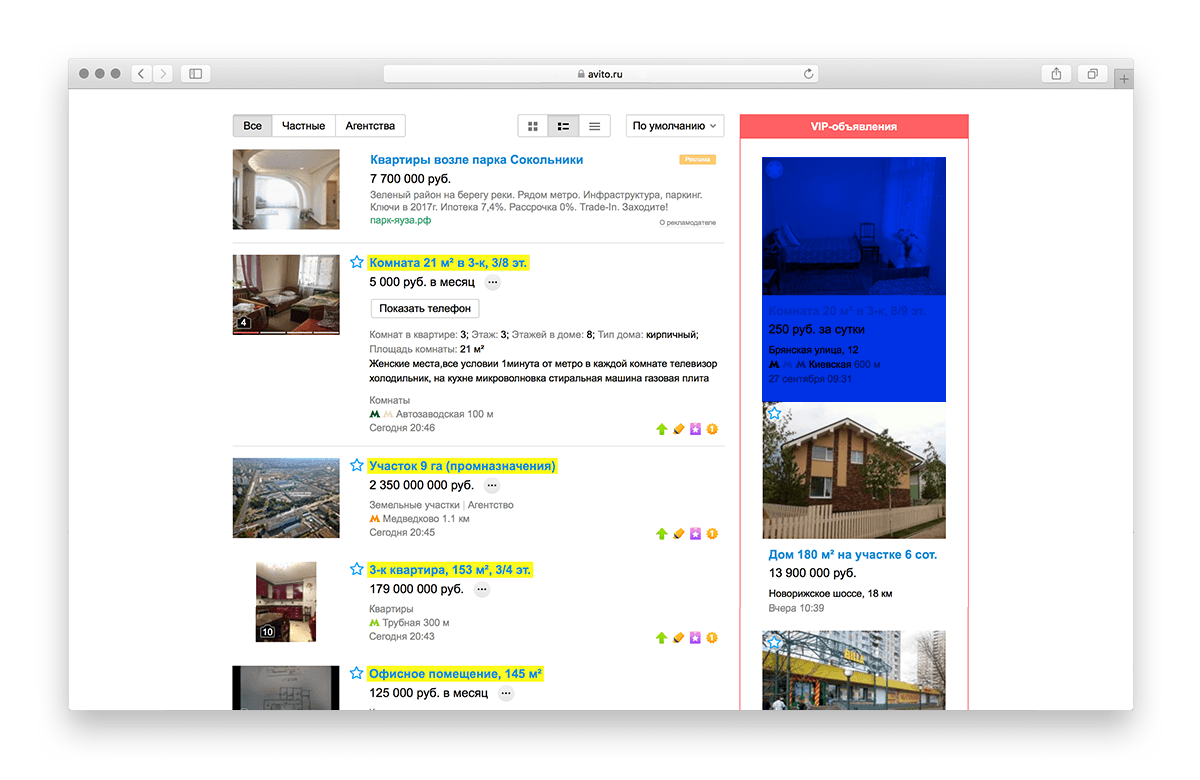 avito.ru
Все
Частные
Агентства
По умолчанию
VIP-объявления
Квартиры возле парка Сокольники
Реклама
7 700 000 руб.
Зеленый район на берегу реки. Рядом метро. Инфраструктура, паркинг.
Ключи в 2017г. Ипотека 7,4%. Рассрочка 0%. Trade-In. Заходите!
парк-яуза.рф
О рекламодателе
4
Комната 21 м² в 3-к, 3/8 эт.
5 000 руб. в месяц
Показать телефон
Комнат в квартире: 3; Этаж: 3; Этажей в доме: 8; Тип дома: кирпичный;
Площадь комнаты: 21 м²
Женские места,все условии 1минута от метро в каждой комнате телевизор
холодильник, на кухне микроволновка стиральная машина газовая плита
Комнаты
Автозаводская 100 м
Сегодня 20:46
Участок 9 га (промназначения)
2 350 000 000 руб.
Земельные участки | Агентство
Медведково 1.1 км
Сегодня 20:45
10
3-к квартира, 153 м², 3/4 эт.
179 000 000 руб.
Квартиры
Трубная 300 м
Сегодня 20:43
Офисное помещение, 145 м²
125 000 руб. в месяц
Комната 20 м² в 3-к, 8/9 эт.
250 руб. за сутки
Брянская улица, 12
Киевская 600 м
27 сентября 09:31
Дом 180 м² на участке 6 сот.
13 900 000 руб.
Новорижское шоссе, 18 км
Вчера 10:39
BILLA